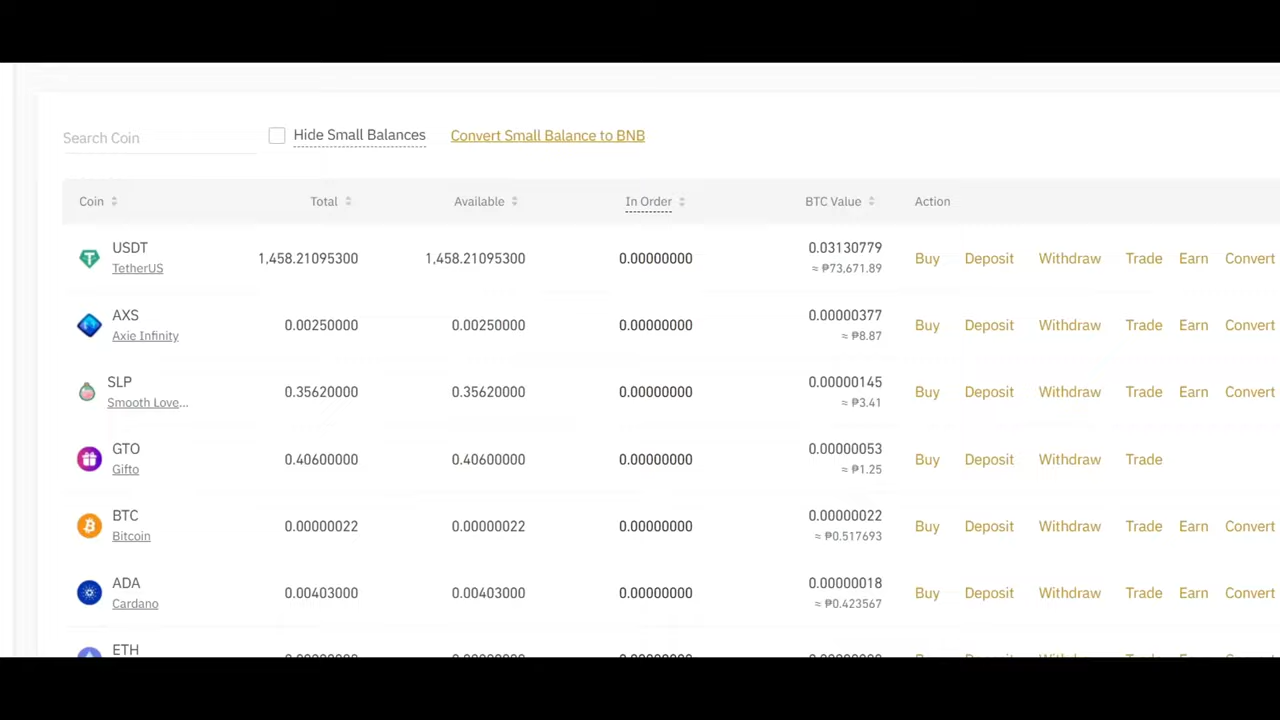 Search Coin Hide Small Balances Convert Small Balance to BNB
Coin Total Available In Order BTC Value Action
USDT 0.03130779
1,458.21095300 1,458.21095300 0.00000000 Buy Deposit Withdraw Trade Earn Convert
TetherUS ≈ ₱73,671.89
AXS 0.00000377
0.00250000 0.00250000 0.00000000 Buy Deposit Withdraw Trade Earn Convert
Axie Infinity ≈ ₱8.87
SLP 0.00000145
0.35620000 0.35620000 0.00000000 Buy Deposit Withdraw Trade Earn Convert
Smooth Love... ≈ ₱3.41
GTO 0.00000053
0.40600000 0.40600000 0.00000000 Buy Deposit Withdraw Trade
Gifto ≈ ₱1.25
BTC 0.00000022
0.00000022 0.00000022 0.00000000 Buy Deposit Withdraw Trade Earn Convert
Bitcoin ≈ ₱0.517693
ADA 0.00000018
0.00403000 0.00403000 0.00000000 Buy Deposit Withdraw Trade Earn Convert
Cardano ≈ ₱0.423567
ETH